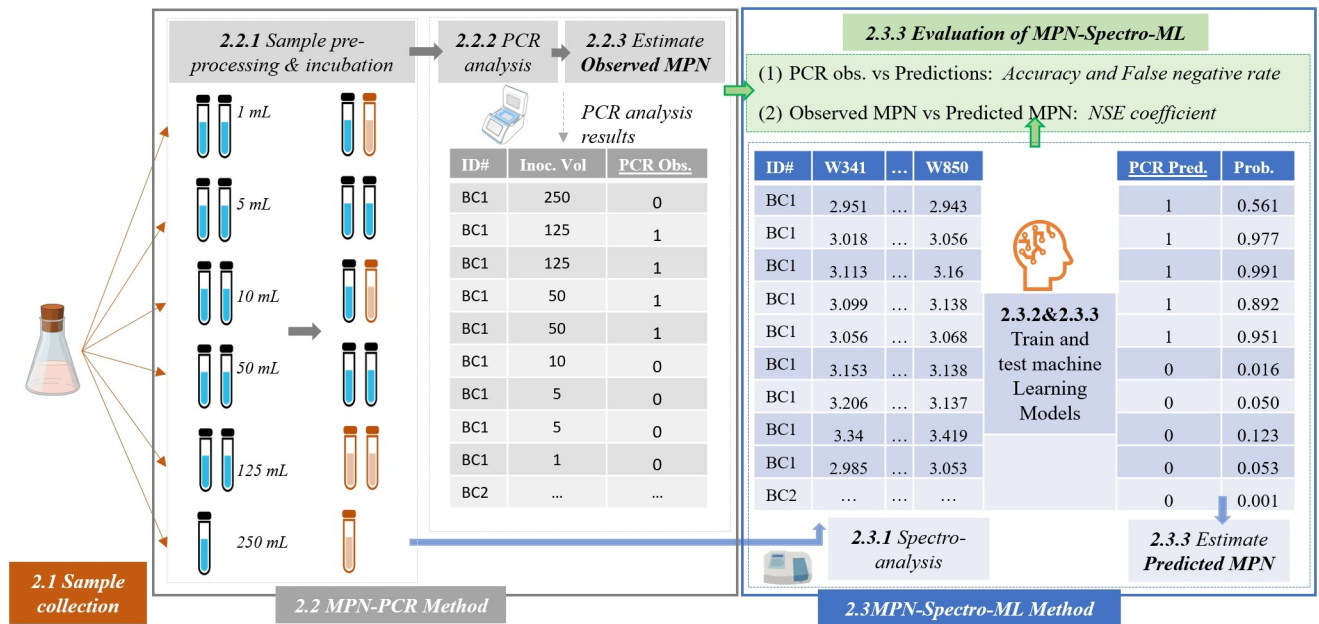 2.2.1 Sample pre-
processing & incubation
2.2.2 PCR
analysis
2.2.3 Estimate
Observed MPN
1 mL
5 mL
10 mL
50 mL
125 mL
250 mL
2.1 Sample
collection
PCR analysis
results
ID# Inoc. Vol PCR Obs.
BC1 250 0
BC1 125 1
BC1 125 1
BC1 50 1
BC1 50 1
BC1 10 0
BC1 5 0
BC1 5 0
BC1 1 0
BC2 ... ...
2.2 MPN-PCR Method
2.3.3 Evaluation of MPN-Spectro-ML
(1) PCR obs. vs Predictions: Accuracy and False negative rate
(2) Observed MPN vs Predicted MPN: NSE coefficient
ID# W341 ... W850
BC1 2.951 ... 2.943
BC1 3.018 ... 3.056
BC1 3.113 ... 3.16
BC1 3.099 ... 3.138
BC1 3.056 ... 3.068
BC1 3.153 ... 3.138
BC1 3.206 ... 3.137
BC1 3.34 ... 3.419
BC1 2.985 ... 3.053
BC2 ... ... ...
2.3.2&2.3.3
Train and
test machine
Learning
Models
PCR Pred. Prob.
1 0.561
1 0.977
1 0.991
1 0.892
1 0.951
0 0.016
0 0.050
0 0.123
0 0.053
0 0.001
2.3.1 Spectro-
analysis
2.3.3 Estimate
Predicted MPN
2.3MPN-Spectro-ML Method